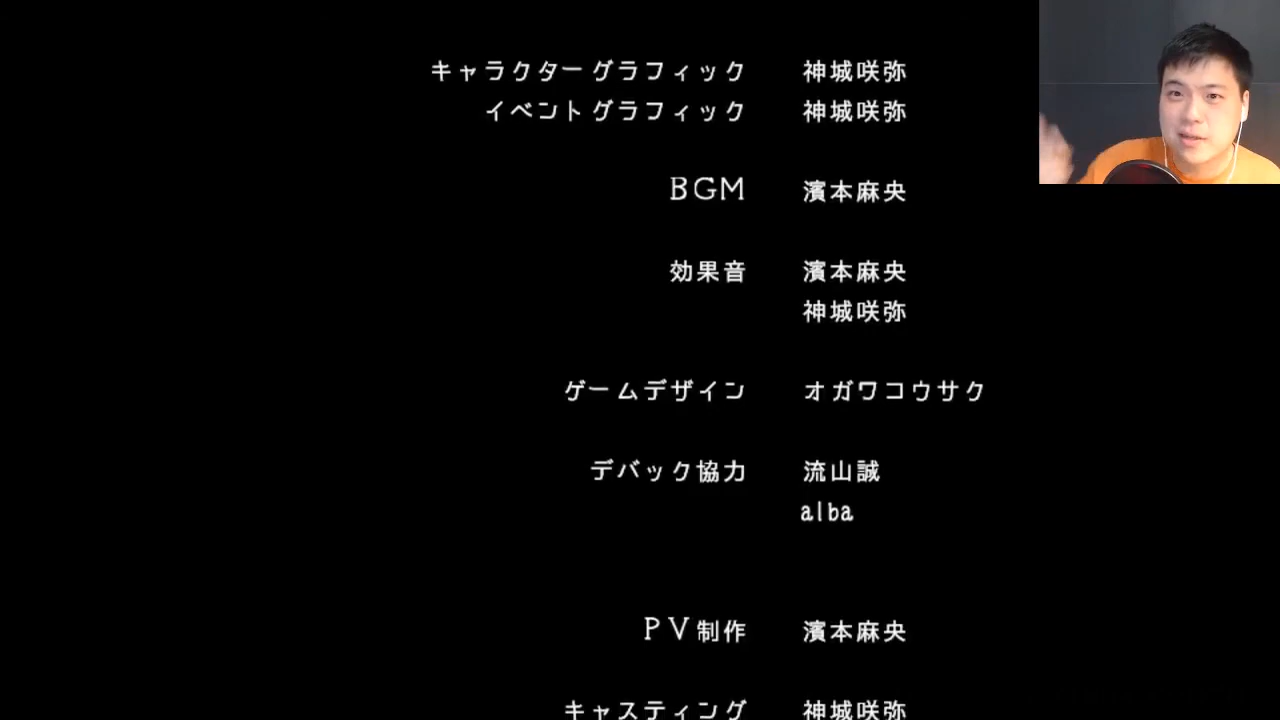 キャラクターグラフィック 神城咲弥
イベントグラフィック 神城咲弥
BGM 濱本麻央
効果音 濱本麻央
神城咲弥
ゲームデザイン オガワコウサク
デバック協力 流山誠
alba
PV制作 濱本麻央
キャスティング 神城咲弥